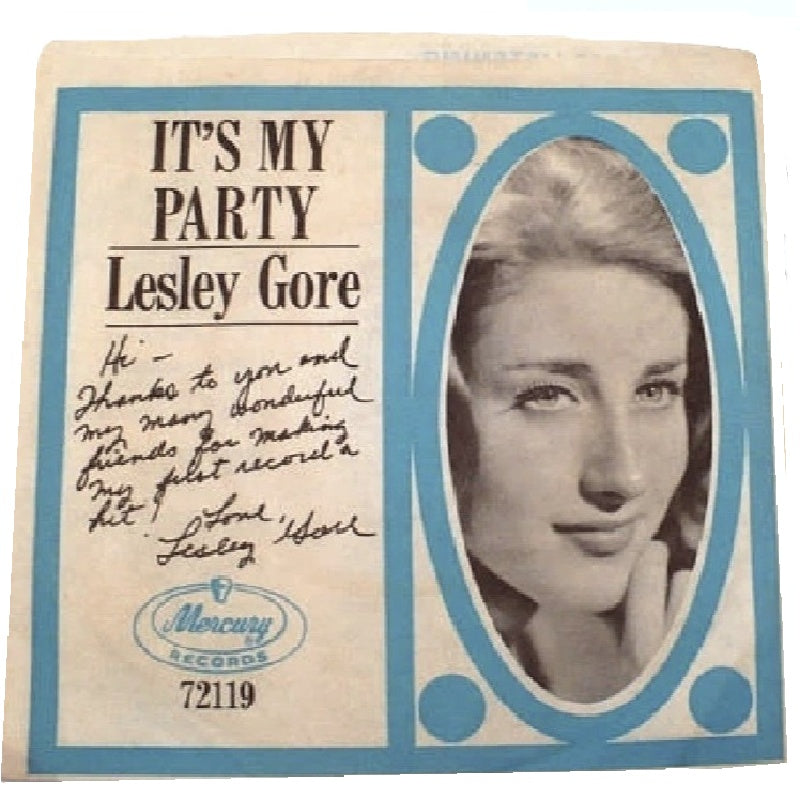 IT'S MY
PARTY
Lesley Gore
Hi -
Thanks to you and
my many wonderful
friends for making
my first record a
hit!
Love,
Lesley Gore
Mercury
RECORDS
72119